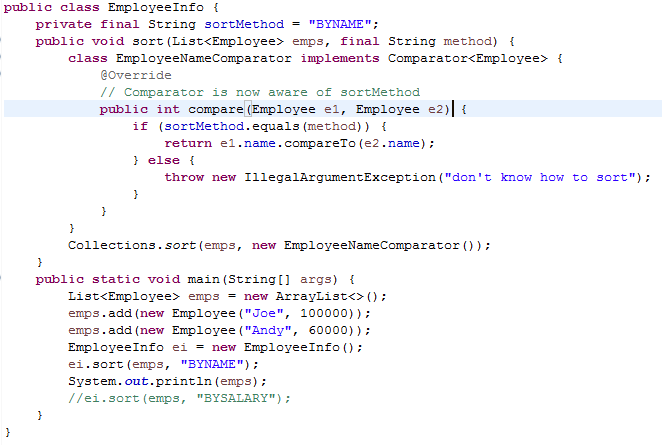 public class EmployeeInfo {
    private final String sortMethod = "BYNAME";
    public void sort(List<Employee> emps, final String method) {
        class EmployeeNameComparator implements Comparator<Employee> {
            @Override
            // Comparator is now aware of sortMethod
            public int compare(Employee e1, Employee e2) {
                if (sortMethod.equals(method)) {
                    return e1.name.compareTo(e2.name);
                } else {
                    throw new IllegalArgumentException("don't know how to sort");
                }
            }
        }
        Collections.sort(emps, new EmployeeNameComparator());
    }
    public static void main(String[] args) {
        List<Employee> emps = new ArrayList<>();
        emps.add(new Employee("Joe", 100000));
        emps.add(new Employee("Andy", 60000));
        EmployeeInfo ei = new EmployeeInfo();
        ei.sort(emps, "BYNAME");
        System.out.println(emps);
        //ei.sort(emps, "BYSALARY");
    }
}